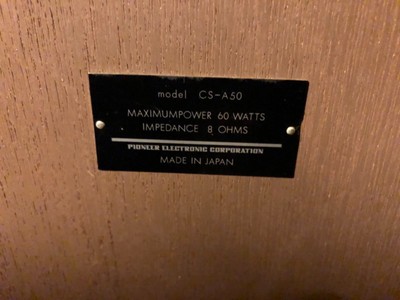 model CS-A50
MAXIMUMPOWER 60 WATTS
IMPEDANCE 8 OHMS
PIONEER ELECTRONIC CORPORATION
MADE IN JAPAN